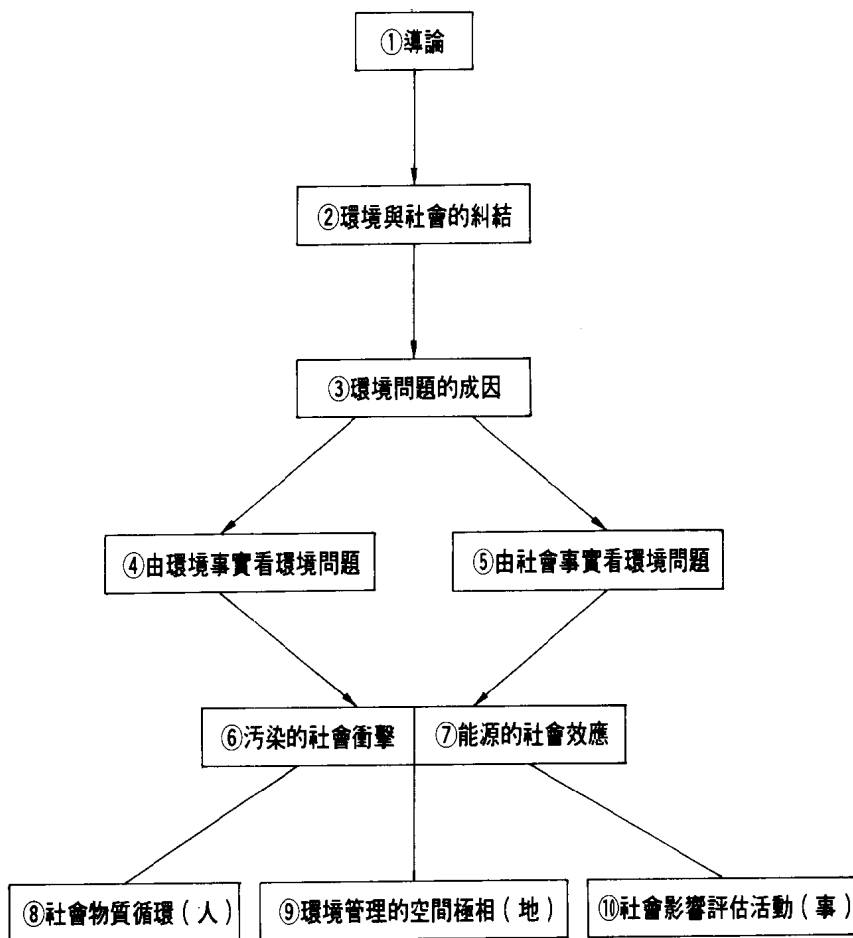 ①導論
②環境與社會的糾結
③環境問題的成因
④由環境事實看環境問題
⑤由社會事實看環境問題
⑥汚染的社會衝擊
⑦能源的社會效應
⑧社會物質循環（人）
⑨環境管理的空間極相（地）
⑩社會影響評估活動（事）